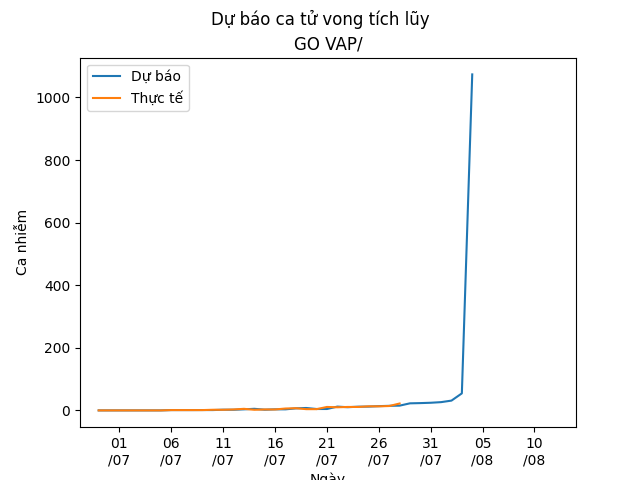 Dự báo ca tử vong tích lũy
GO VAP/
Dự báo
Thực tế
Ca nhiễm
1000
800
600
400
200
0
01 06 11 16 21 26 31 05 10
/07 /07 /07 /07 /07 /07 /07 /08 /08
Ngày